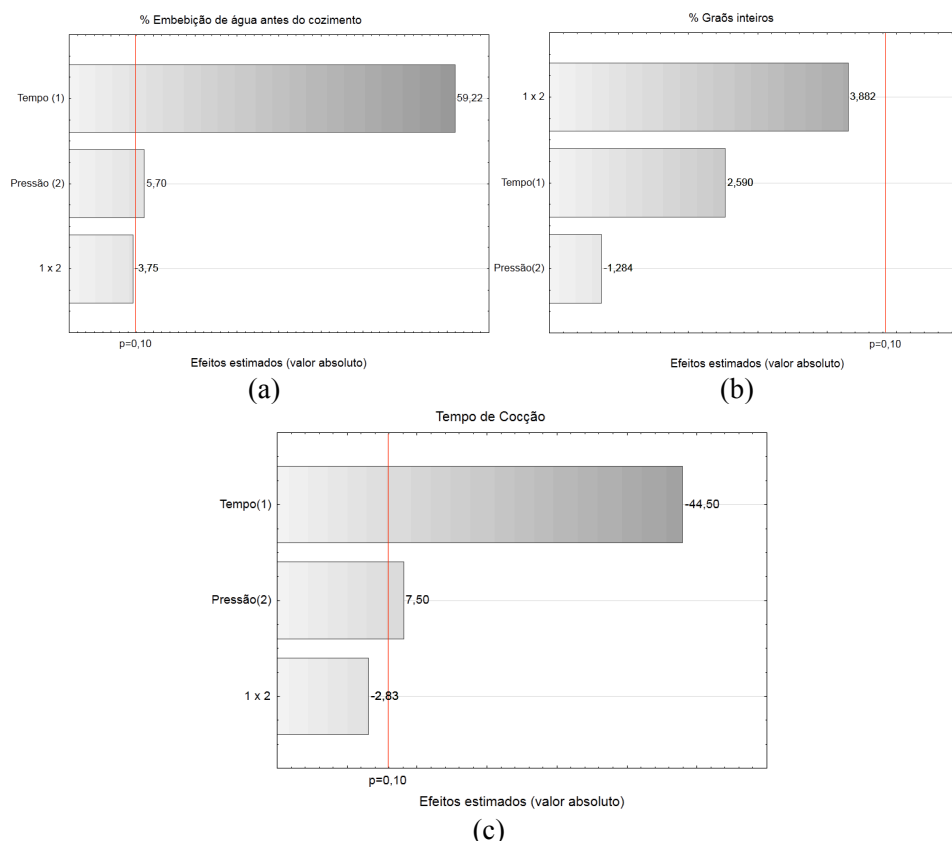 % Embebição de água antes do cozimento
Tempo (1)
59,22
Pressão (2)
5,70
1 x 2
-3,75
p=0,10
Efeitos estimados (valor absoluto)
(a)
% Graõs inteiros
1 x 2
3,882
Tempo(1)
2,590
Pressão(2)
-1,284
p=0,10
Efeitos estimados (valor absoluto)
(b)
Tempo de Cocção
Tempo(1)
-44,50
Pressão(2)
7,50
1 x 2
-2,83
p=0,10
Efeitos estimados (valor absoluto)
(c)